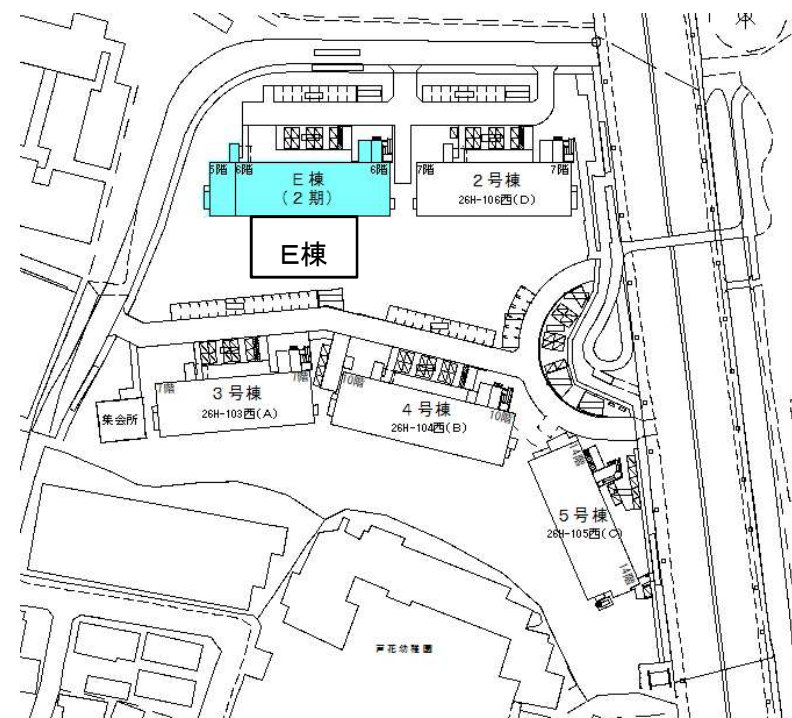 5階
6階
E棟
(2期)
6階
7階
2号棟
26H-106西(D)
7階
E棟
7階
3号棟
26H-103西(A)
7階
集会所
10階
4号棟
26H-104西(B)
10階
14階
5号棟
26H-105西(C)
14階
芦花幼稚園